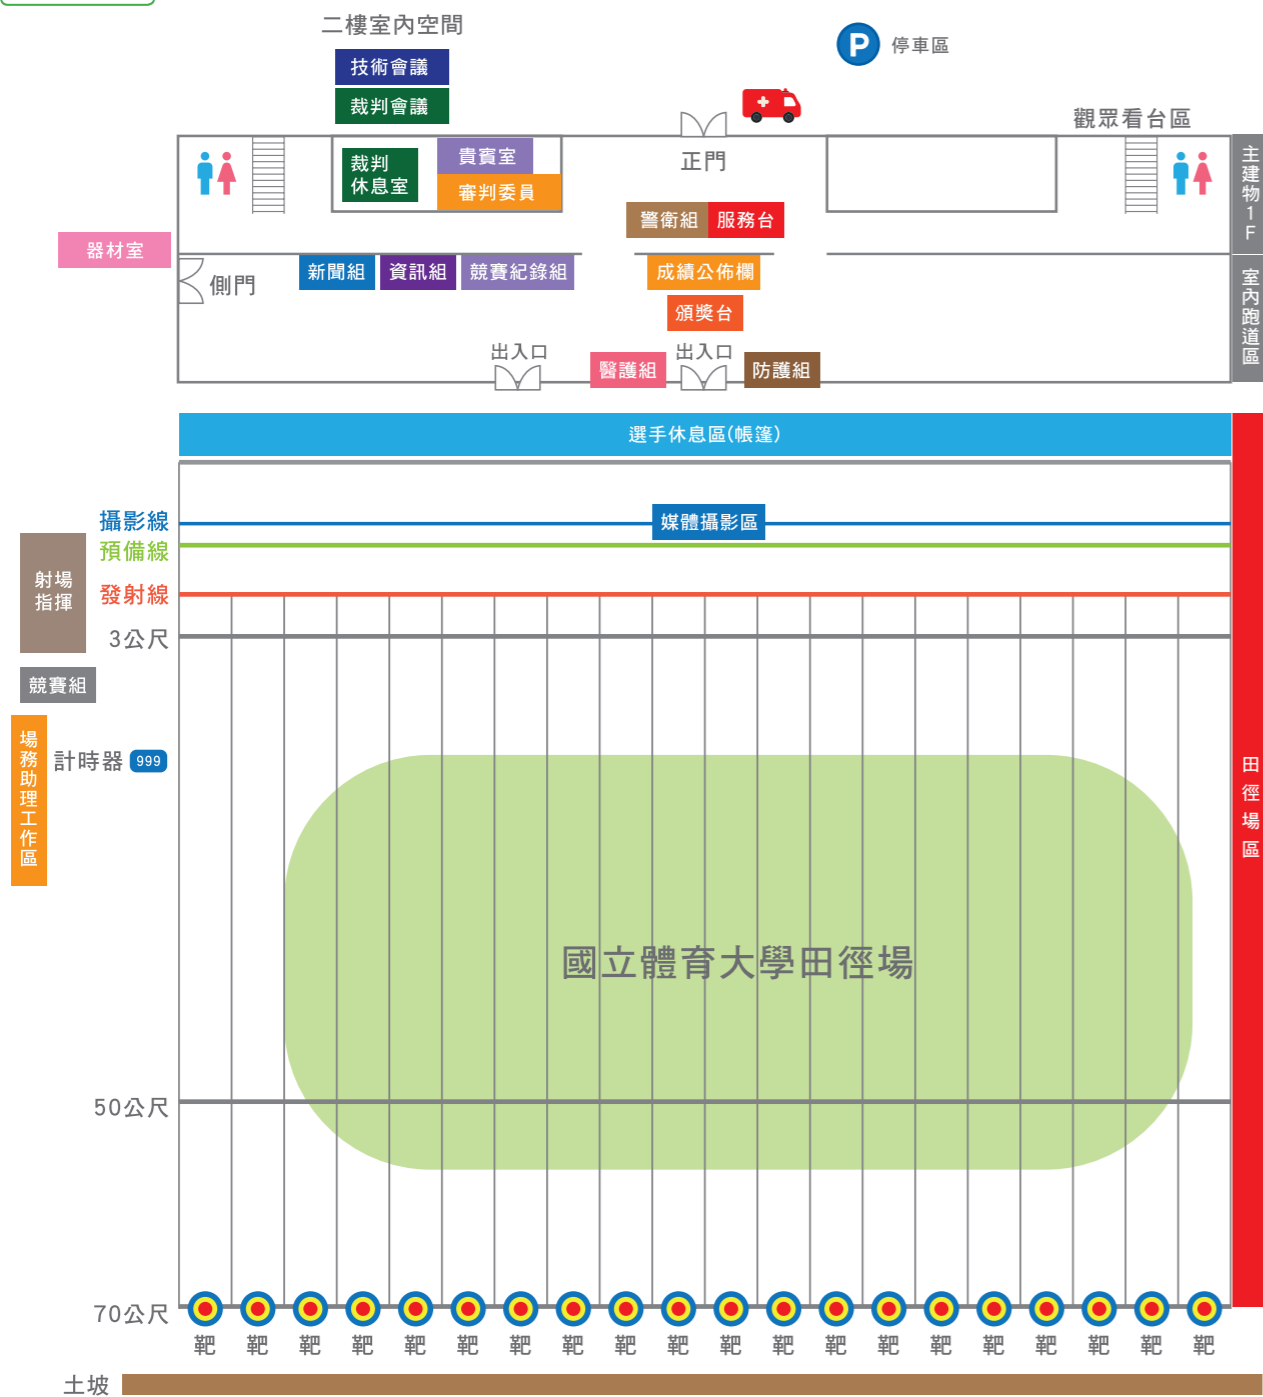 二樓室內空間
技術會議
裁判會議
P 停車區
觀眾看台區
裁判
休息室
貴賓室
審判委員
正門
主建物1F
警衛組
服務台
器材室
側門
新聞組
資訊組
競賽紀錄組
成績公佈欄
頒獎台
室內跑道區
出入口
醫護組
出入口
防護組
選手休息區(帳篷)
攝影線
媒體攝影區
預備線
射場
指揮
發射線
3公尺
競賽組
場務助理工作區
計時器 999
田徑場區
國立體育大學田徑場
50公尺
70公尺
靶 靶 靶 靶 靶 靶 靶 靶 靶 靶 靶 靶 靶 靶 靶 靶 靶 靶 靶 靶
土坡